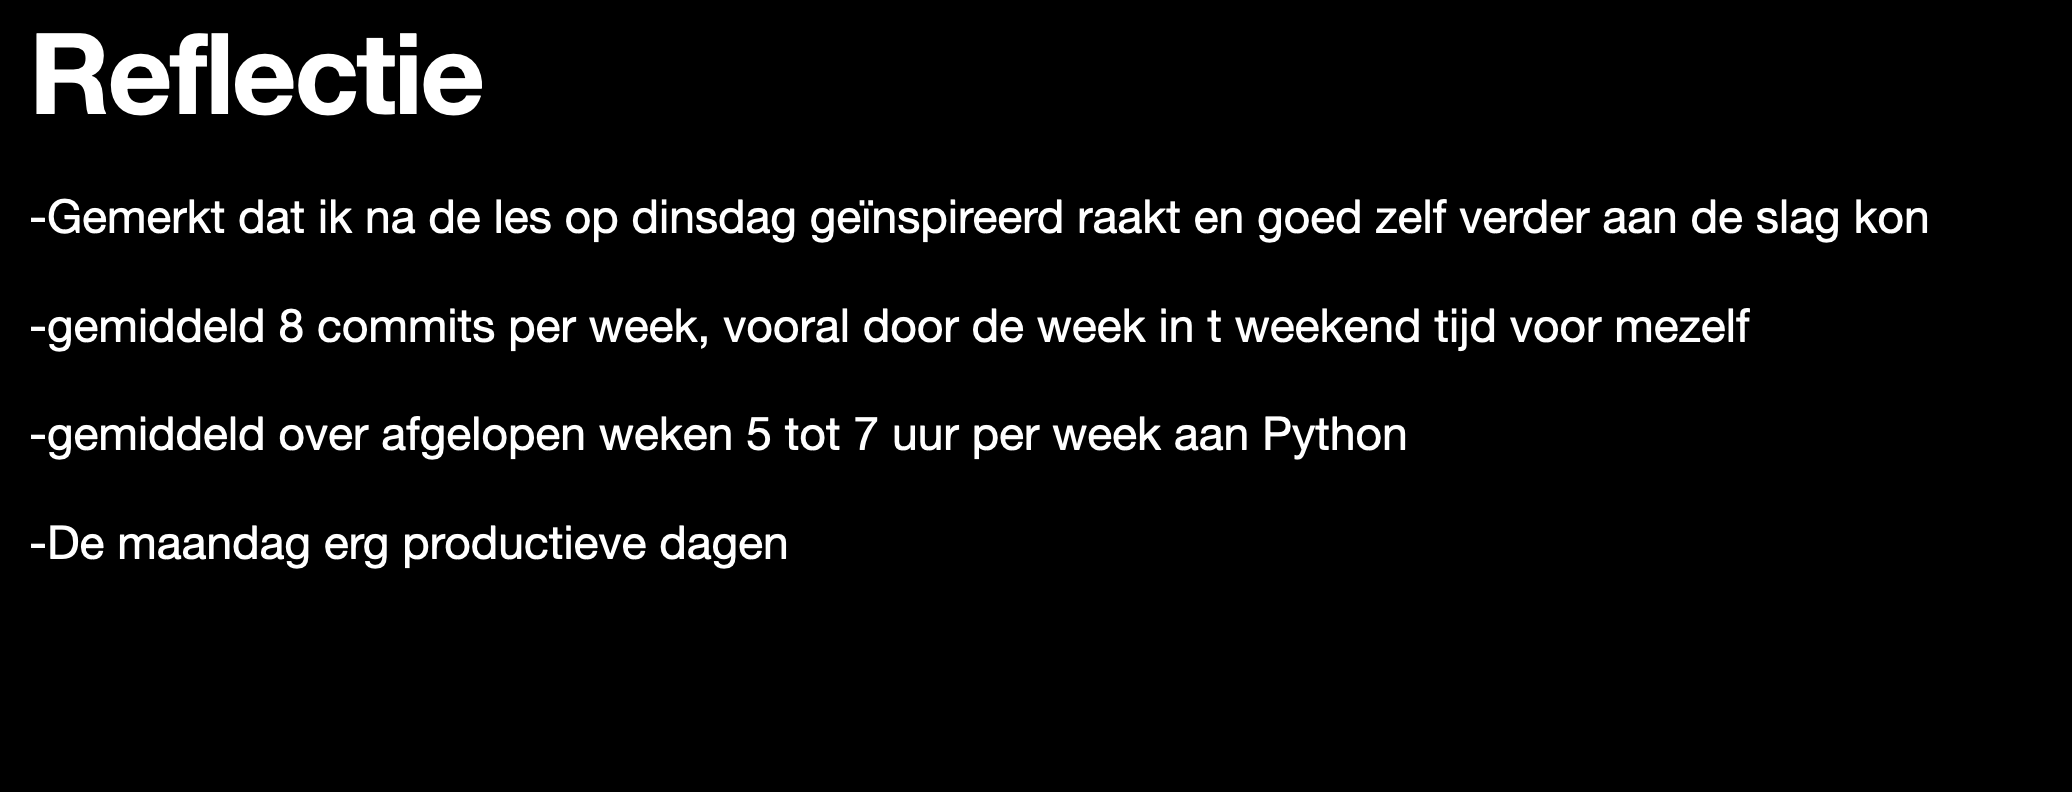 Reflectie
-Gemerkt dat ik na de les op dinsdag geïnspireerd raakt en goed zelf verder aan de slag kon
-gemiddeld 8 commits per week, vooral door de week in t weekend tijd voor mezelf
-gemiddeld over afgelopen weken 5 tot 7 uur per week aan Python
-De maandag erg productieve dagen